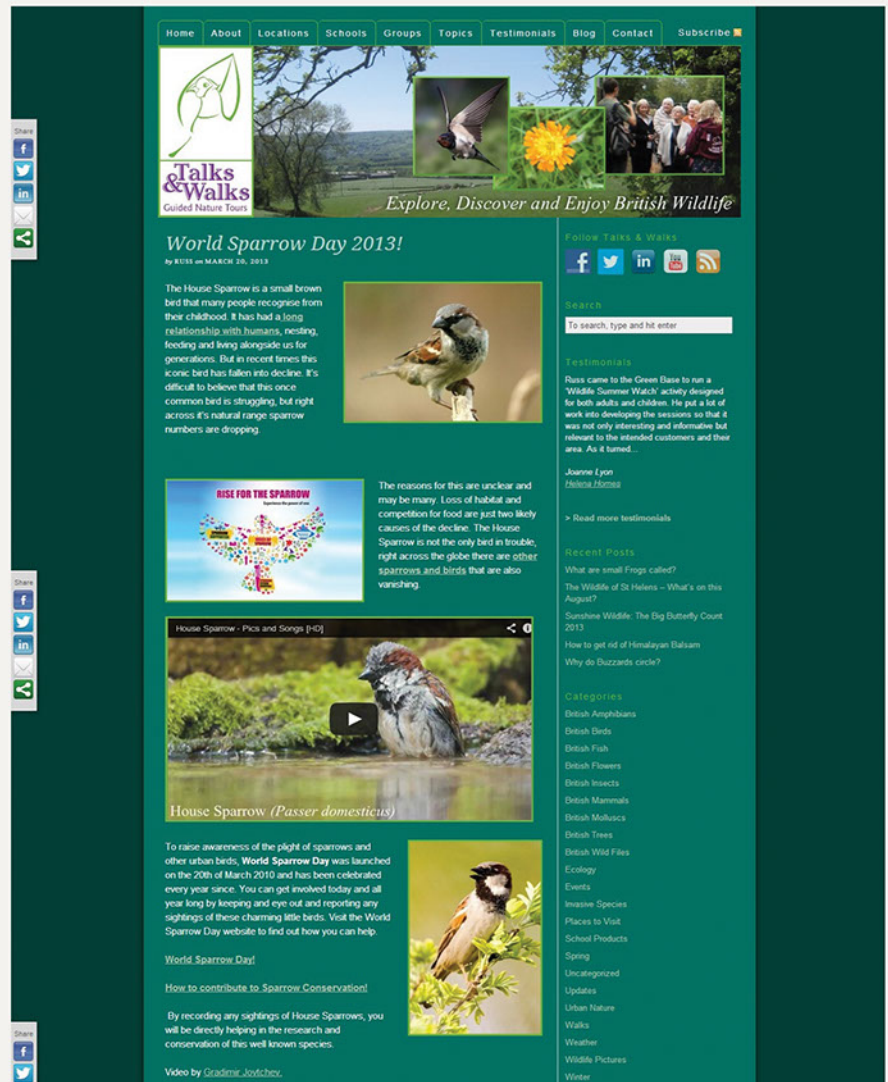 Home About Locations Schools Groups Topics Testimonials Blog Contact Subscribe
Talks
&Walks
Guided Nature Tours
Explore, Discover and Enjoy British Wildlife
World Sparrow Day 2013!
by RUSS on MARCH 20, 2013
The House Sparrow is a small brown
bird that many people recognise from
their childhood. It has had a long
relationship with humans, nesting,
feeding and living alongside us for
generations. But in recent times this
iconic bird has fallen into decline. It's
difficult to believe that this once
common bird is struggling, but right
across it's natural range sparrow
numbers are dropping.
RISE FOR THE SPARROW
The reasons for this are unclear and
may be many. Loss of habitat and
competition for food are just two likely
causes of the decline. The House
Sparrow is not the only bird in trouble,
right across the globe there are other
sparrows and birds that are also
vanishing.
House Sparrow - Pics and Songs [HD]
House Sparrow (Passer domesticus)
To raise awareness of the plight of sparrows and
other urban birds, World Sparrow Day was launched
on the 20th of March 2010 and has been celebrated
every year since. You can get involved today and all
year long by keeping and eye out and reporting any
sightings of these charming little birds. Visit the World
Sparrow Day website to find out how you can help.
World Sparrow Day!
How to contribute to Sparrow Conservation!
By recording any sightings of House Sparrows, you
will be directly helping in the research and
conservation of this well known species.
Video by Gradimir Joytchev.
Follow Talks & Walks
f in You Tube
Search
To search, type and hit enter
Testimonials
Russ came to the Green Base to run a
'Wildlife Summer Watch' activity designed
for both adults and children. He put a lot of
work into developing the sessions so that it
was not only interesting and informative but
relevant to the intended customers and their
area. As it turned...
Joanne Lyon
Helena Homes
> Read more testimonials
Recent Posts
What are small Frogs called?
The Wildlife of St Helens – What's on this
August?
Sunshine Wildlife: The Big Butterfly Count
2013
How to get rid of Himalayan Balsam
Why do Buzzards circle?
Categories
British Amphibians
British Birds
British Fish
British Flowers
British Insects
British Mammals
British Molluscs
British Trees
British Wild Files
Ecology
Events
Invasive Species
Places to Visit
School Products
Spring
Uncategorized
Updates
Urban Nature
Walks
Weather
Wildlife Pictures
Winter
Share
f
in
Share
f
in
Share
f